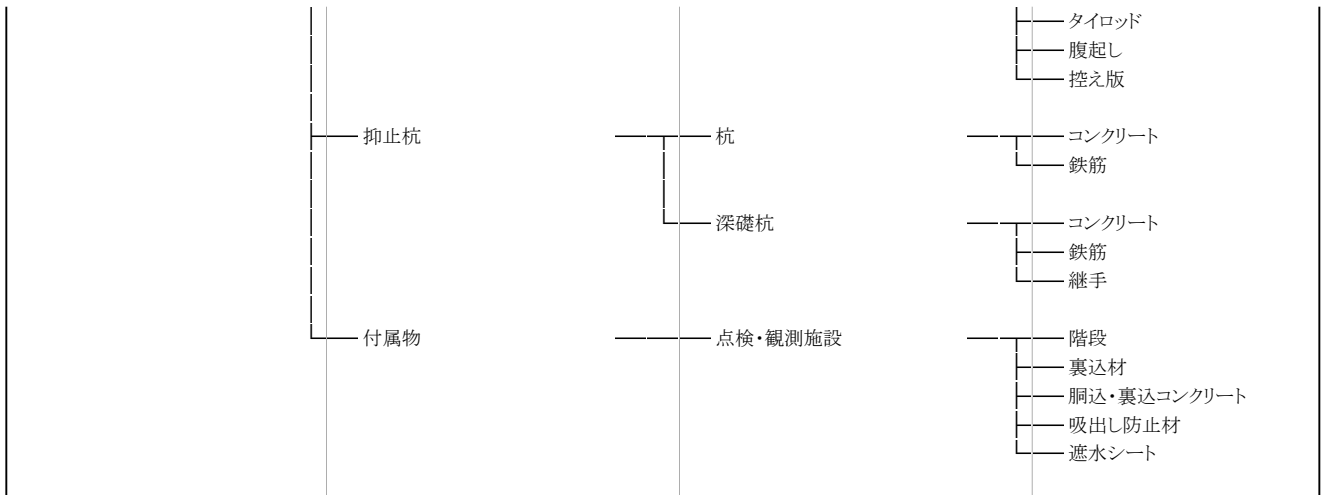 タイロッド
腹起し
控え版
抑止杭 杭 コンクリート
鉄筋
深礎杭 コンクリート
鉄筋
継手
付属物 点検・観測施設 階段
裏込材
胴込・裏込コンクリート
吸出し防止材
遮水シート